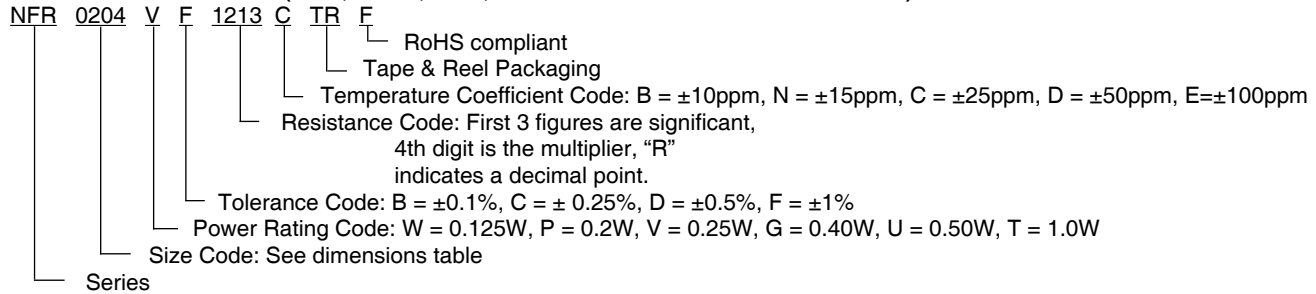 NFR 0204 V F 1213 C TR F
RoHS compliant
Tape & Reel Packaging
Temperature Coefficient Code: B = ±10ppm, N = ±15ppm, C = ±25ppm, D = ±50ppm, E=±100ppm
Resistance Code: First 3 figures are significant,
4th digit is the multiplier, “R”
indicates a decimal point.
Tolerance Code: B = ±0.1%, C = ± 0.25%, D = ±0.5%, F = ±1%
Power Rating Code: W = 0.125W, P = 0.2W, V = 0.25W, G = 0.40W, U = 0.50W, T = 1.0W
Size Code: See dimensions table
Series